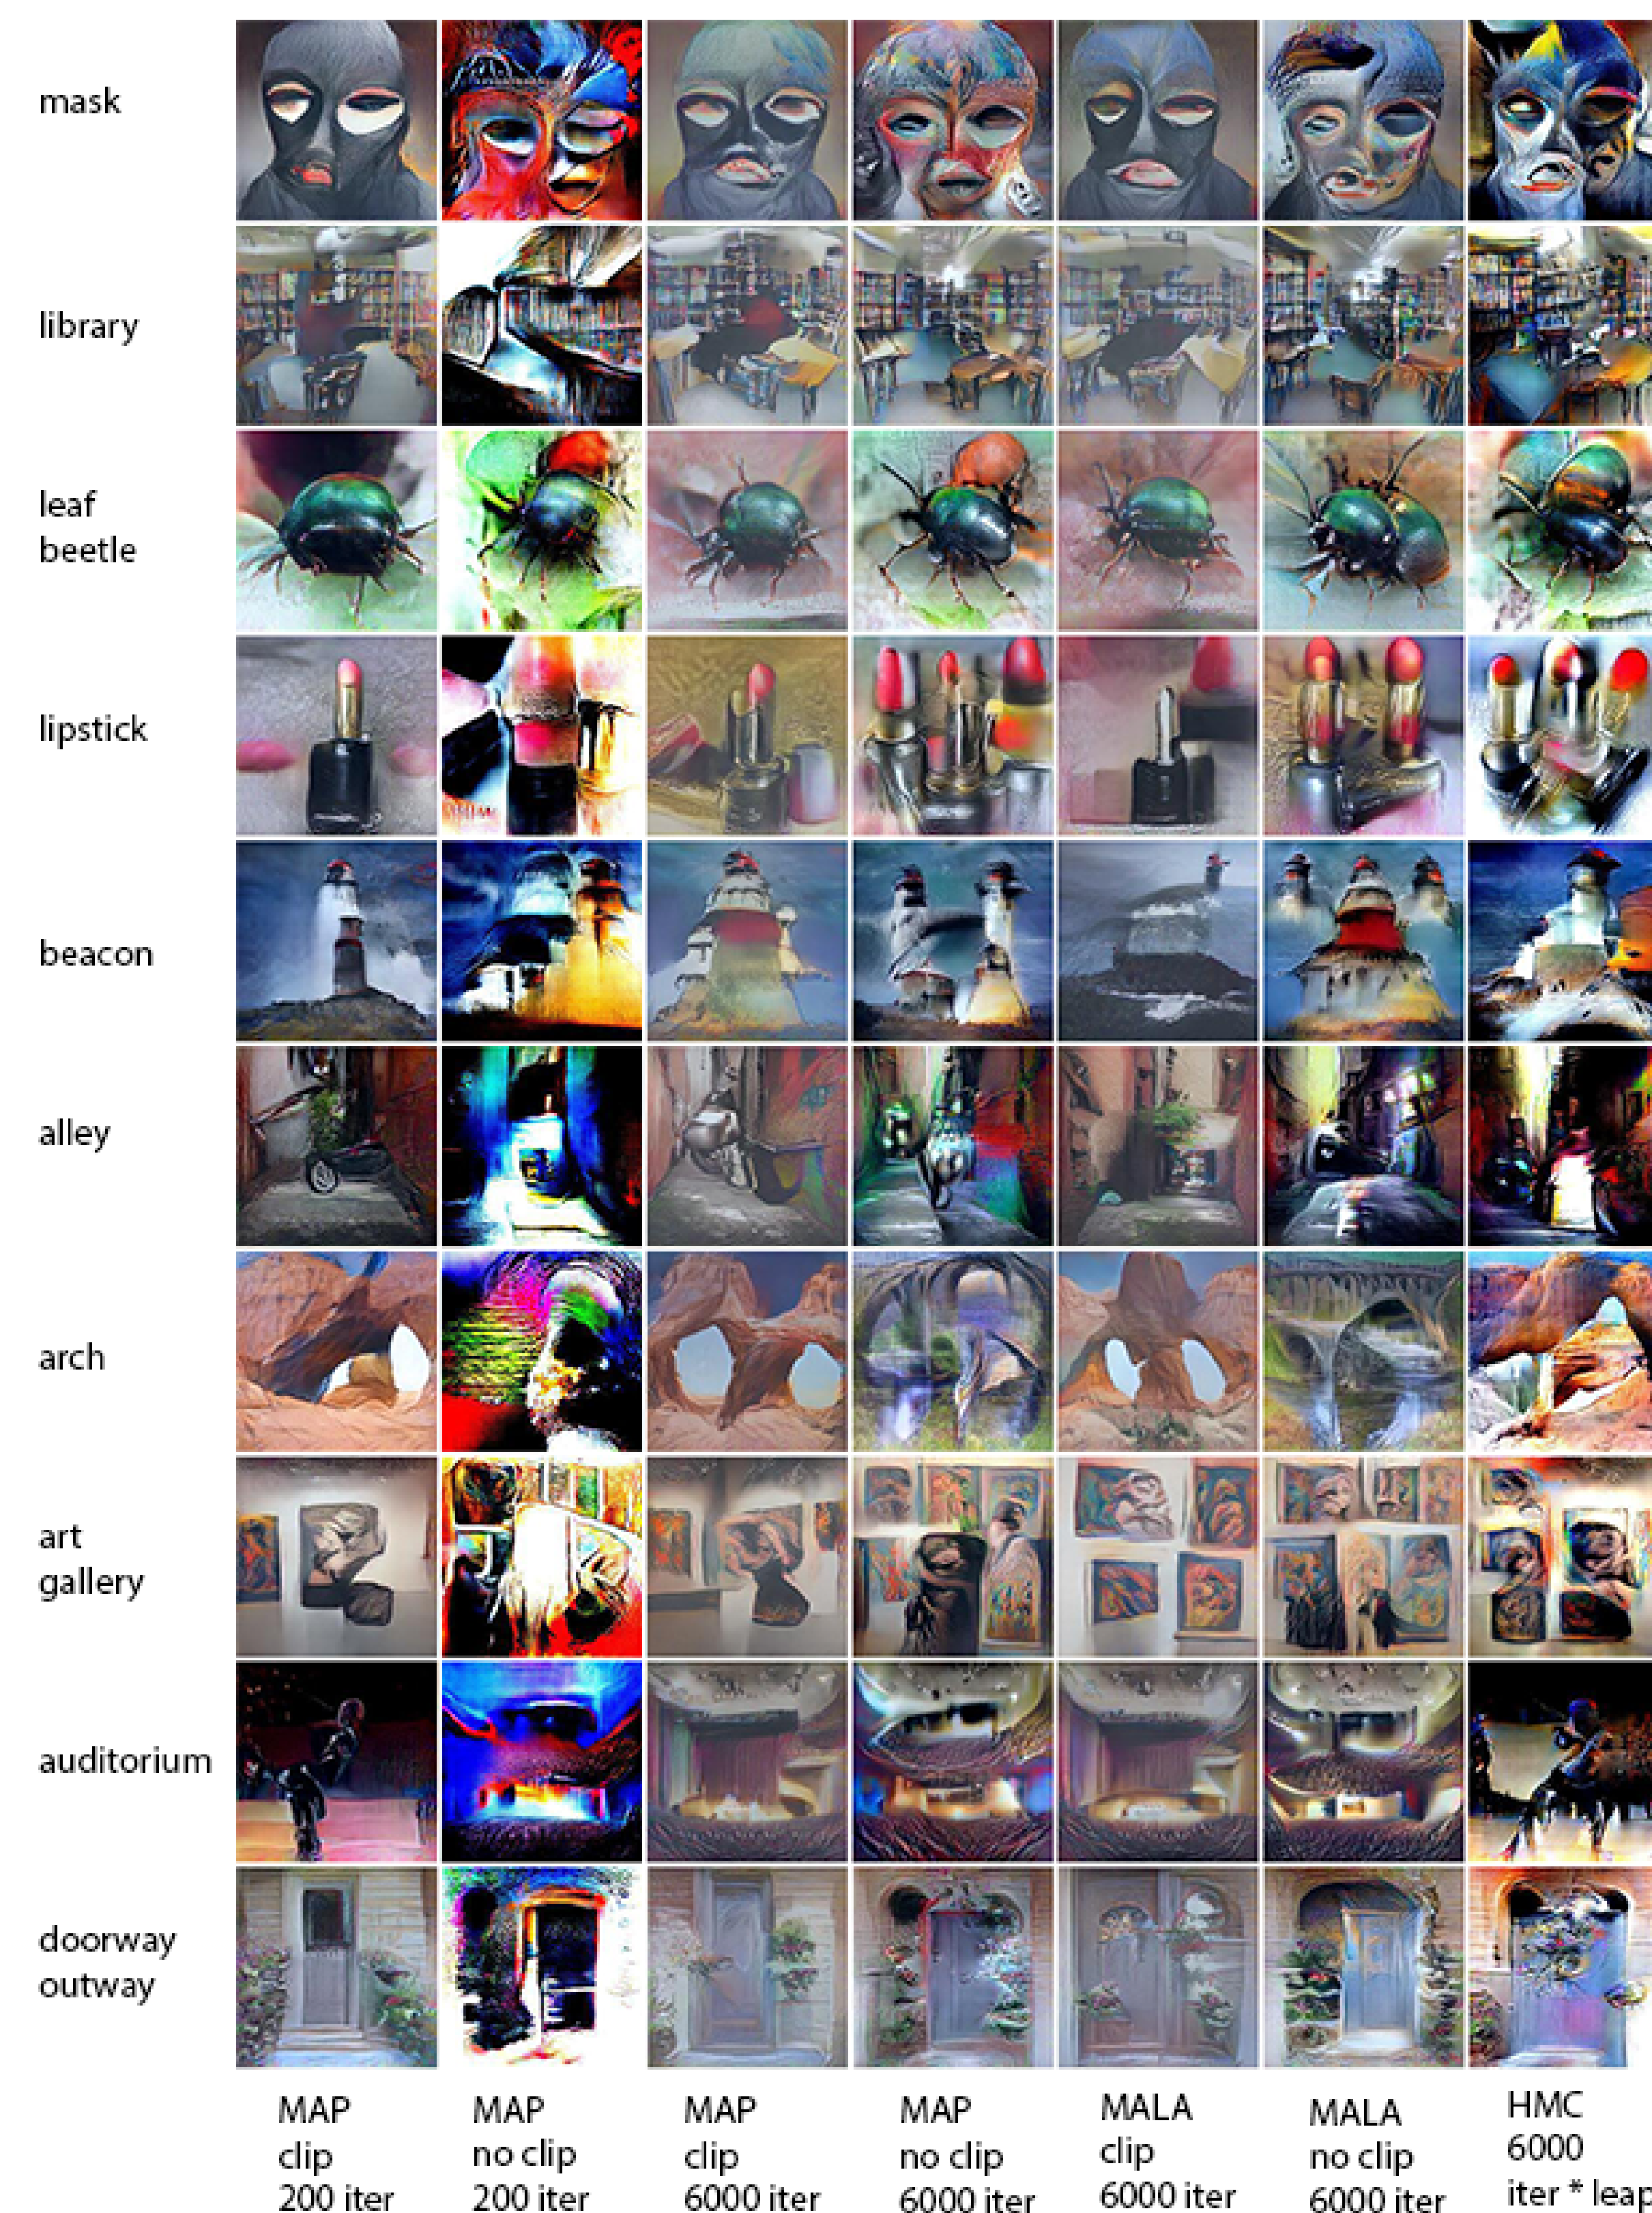 mask
library
leaf
beetle
lipstick
beacon
alley
arch
art
gallery
auditorium
doorway
outway
MAP
clip
200 iter
MAP
no clip
200 iter
MAP
clip
6000 iter
MAP
no clip
6000 iter
MALA
clip
6000 iter
MALA
no clip
6000 iter
HMC
6000
iter * leap